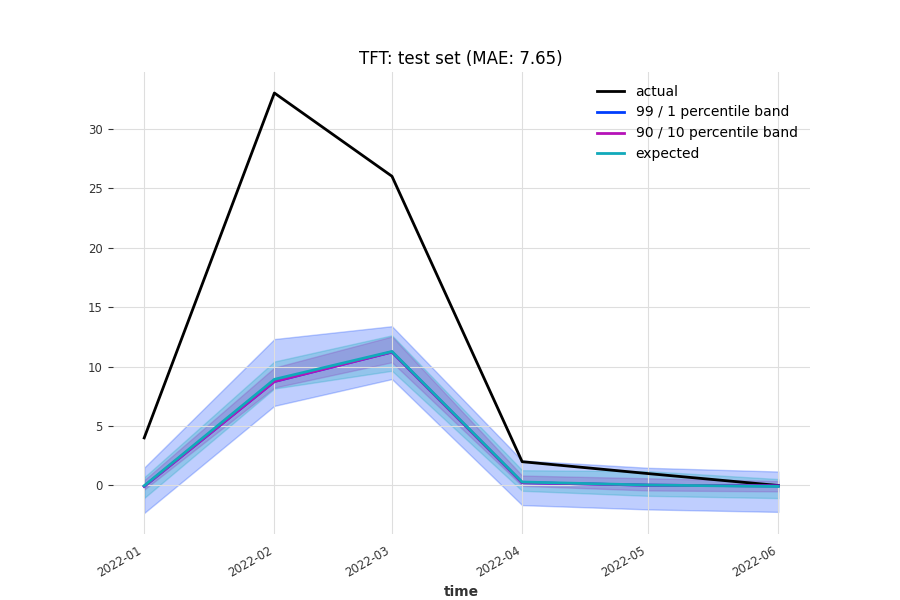 TFT: test set (MAE: 7.65)
actual
99 / 1 percentile band
90 / 10 percentile band
expected
30
25
20
15
10
5
0
2022-01
2022-02
2022-03
2022-04
2022-05
2022-06
time